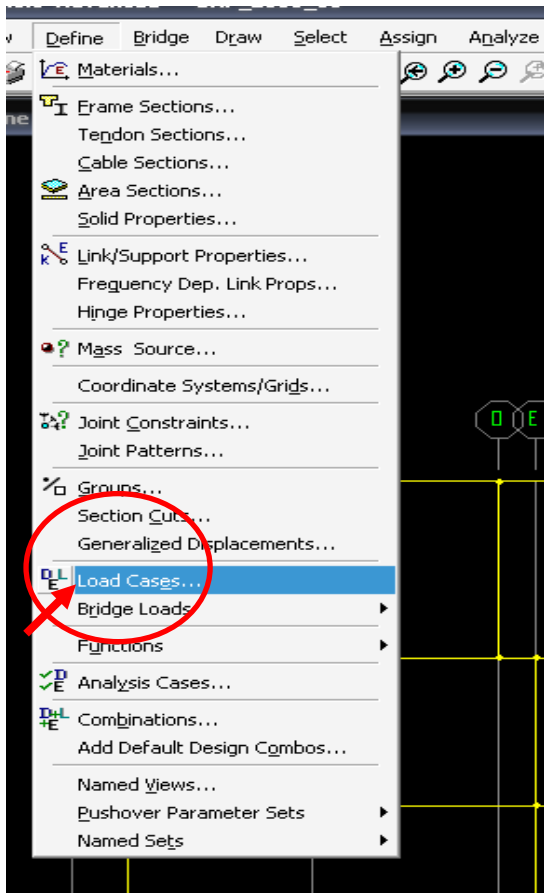 Define Bridge Draw Select Assign Analyze
Materials...
Frame Sections...
Tendon Sections...
Cable Sections...
Area Sections...
Solid Properties...
Link/Support Properties...
Frequency Dep. Link Props...
Hinge Properties...
Mass Source...
Coordinate Systems/Grids...
Joint Constraints...
Joint Patterns...
Groups...
Section Cuts...
Generalized Displacements...
Load Cases...
Bridge Loads
Functions
Analysis Cases...
Combinations...
Add Default Design Combos...
Named Views...
Pushover Parameter Sets
Named Sets
D E